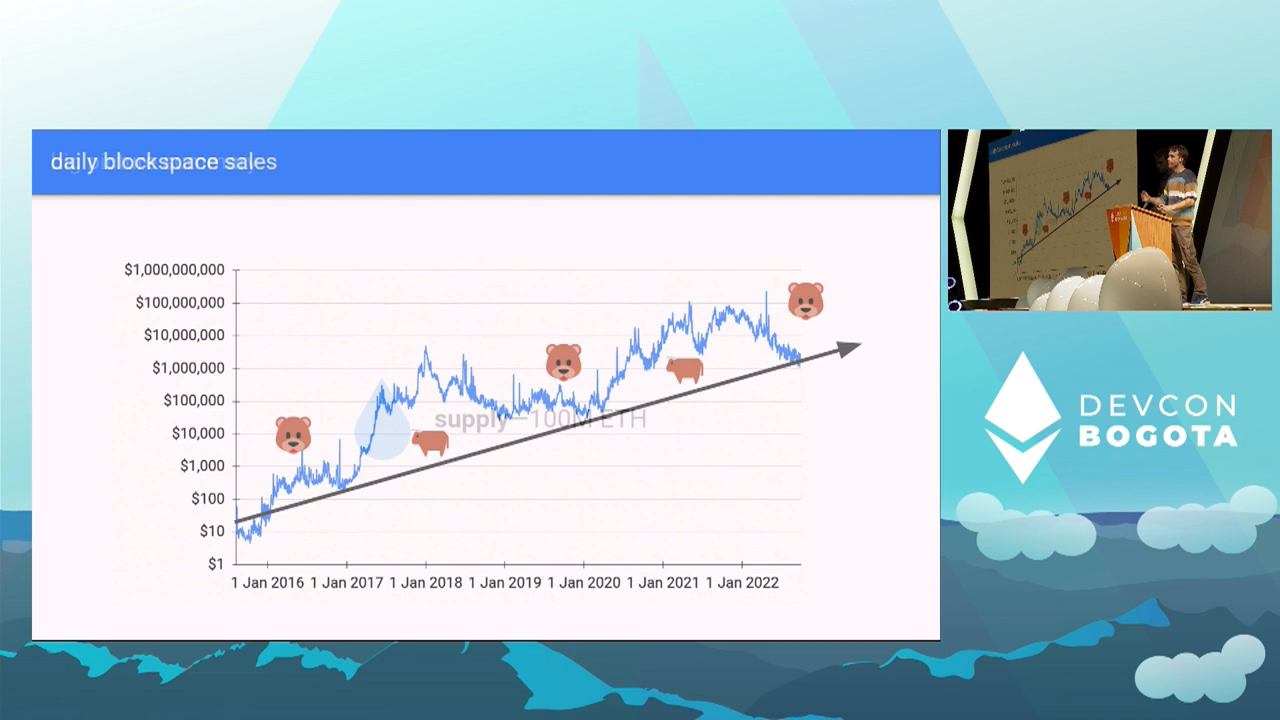 daily blockspace sales
$1,000,000,000
$100,000,000
$10,000,000
$1,000,000
$100,000
$10,000
$1,000
$100
$10
$1
supply—100M ETH
1 Jan 2016 1 Jan 2017 1 Jan 2018 1 Jan 2019 1 Jan 2020 1 Jan 2021 1 Jan 2022
DEVCON
BOGOTA